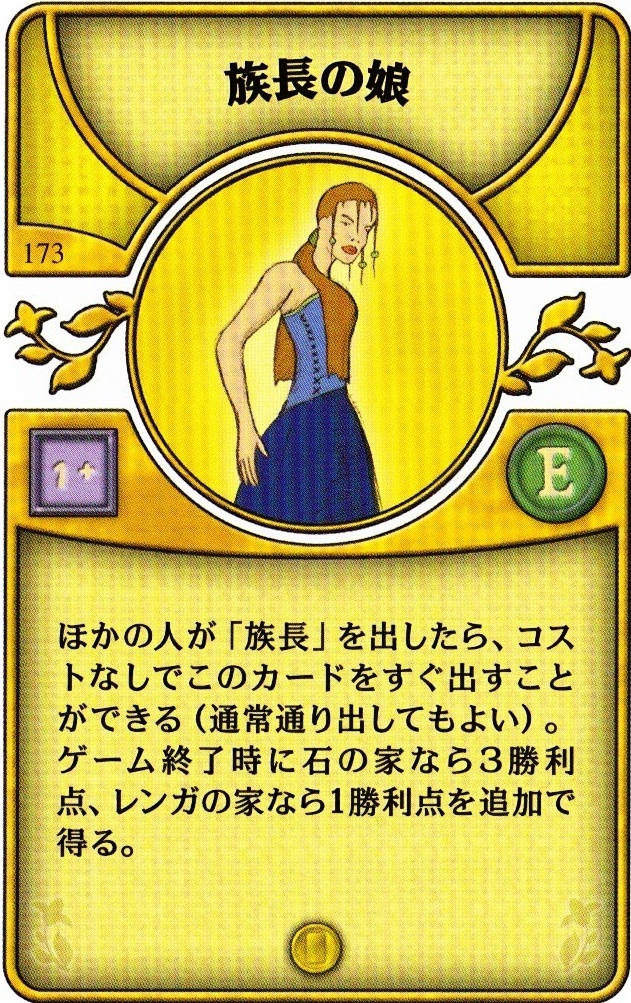 族長の娘
173
1+
E
ほかの人が「族長」を出したら、コス
トなしでこのカードをすぐ出すこと
ができる（通常通り出してもよい）。
ゲーム終了時に石の家なら3勝利
点、レンガの家なら1勝利点を追加で
得る。